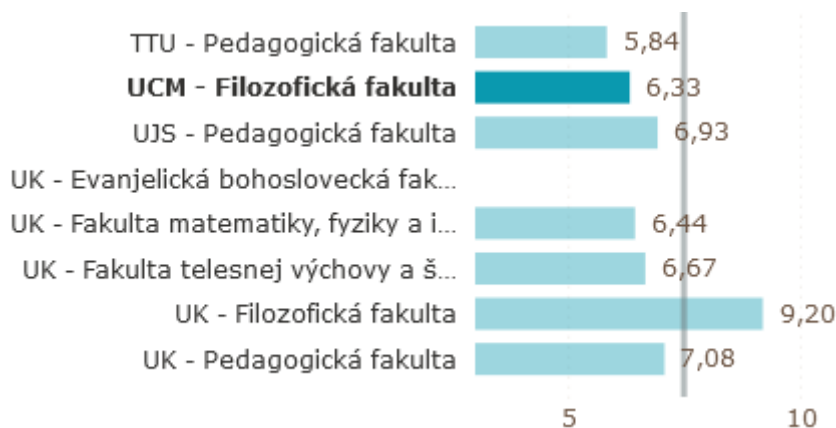 TTU - Pedagogická fakulta 5,84
UCM - Filozofická fakulta 6,33
UJS - Pedagogická fakulta 6,93
UK - Evanjelická bohoslovecká fak...
UK - Fakulta matematiky, fyziky a i... 6,44
UK - Fakulta telesnej výchovy a š... 6,67
UK - Filozofická fakulta 9,20
UK - Pedagogická fakulta 7,08
5 10